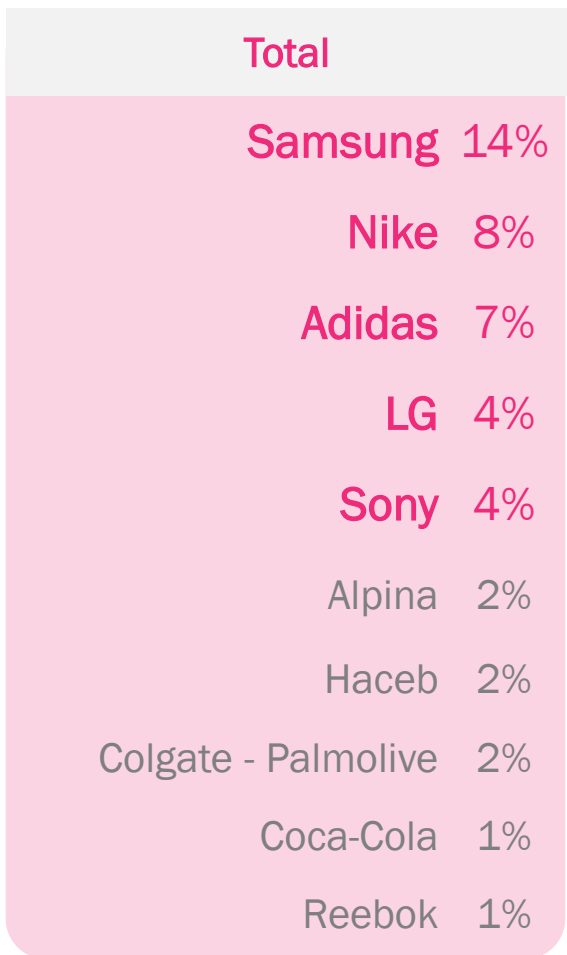 Total
Samsung 14%
Nike 8%
Adidas 7%
LG 4%
Sony 4%
Alpina 2%
Haceb 2%
Colgate - Palmolive 2%
Coca-Cola 1%
Reebok 1%